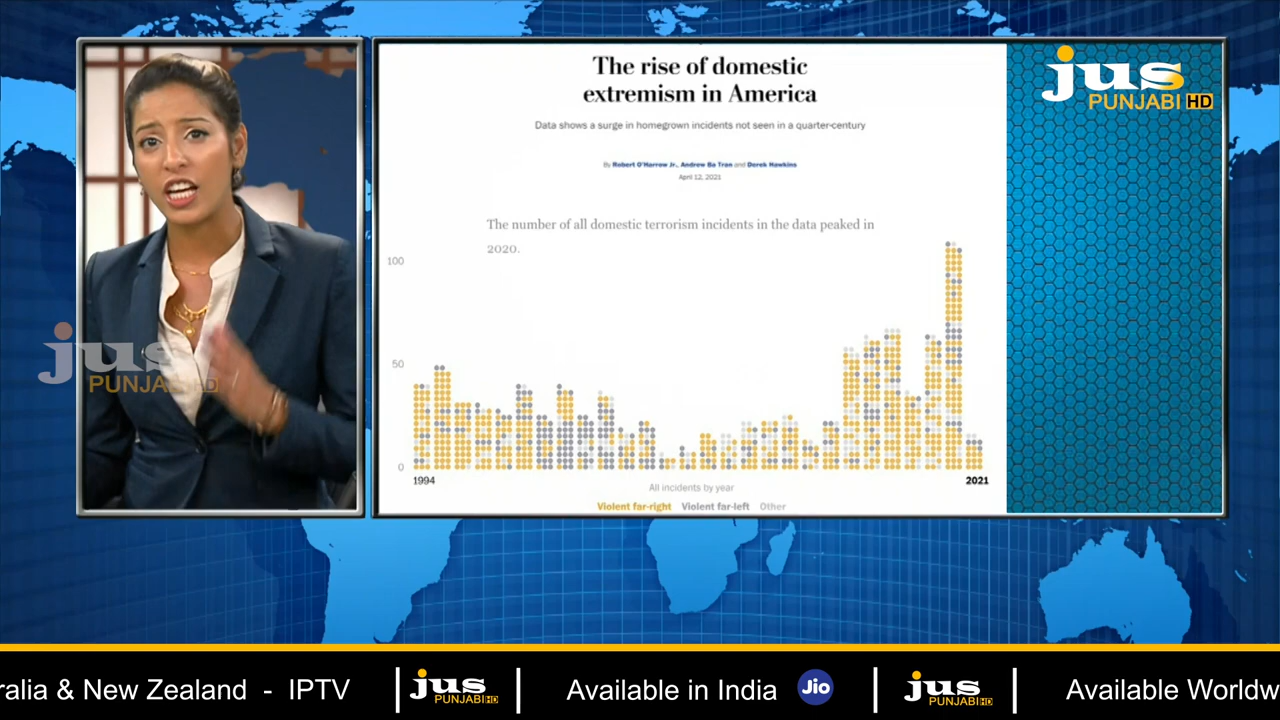 The rise of domestic
extremism in America
Data shows a surge in homegrown incidents not seen in a quarter-century
By Robert O'Harrow Jr., Andrew Ba Tran and Derek Hawkins
April 12, 2021
The number of all domestic terrorism incidents in the data peaked in
2020.
100
50
0
1994
2021
All incidents by year
Violent far-right Violent far-left Other
jus
PUNJABI HD
jus
PUNJABI HD
ralia & New Zealand - IPTV
jus
PUNJABI HD
Available in India
Jio
jus
PUNJABI HD
Available Worldw